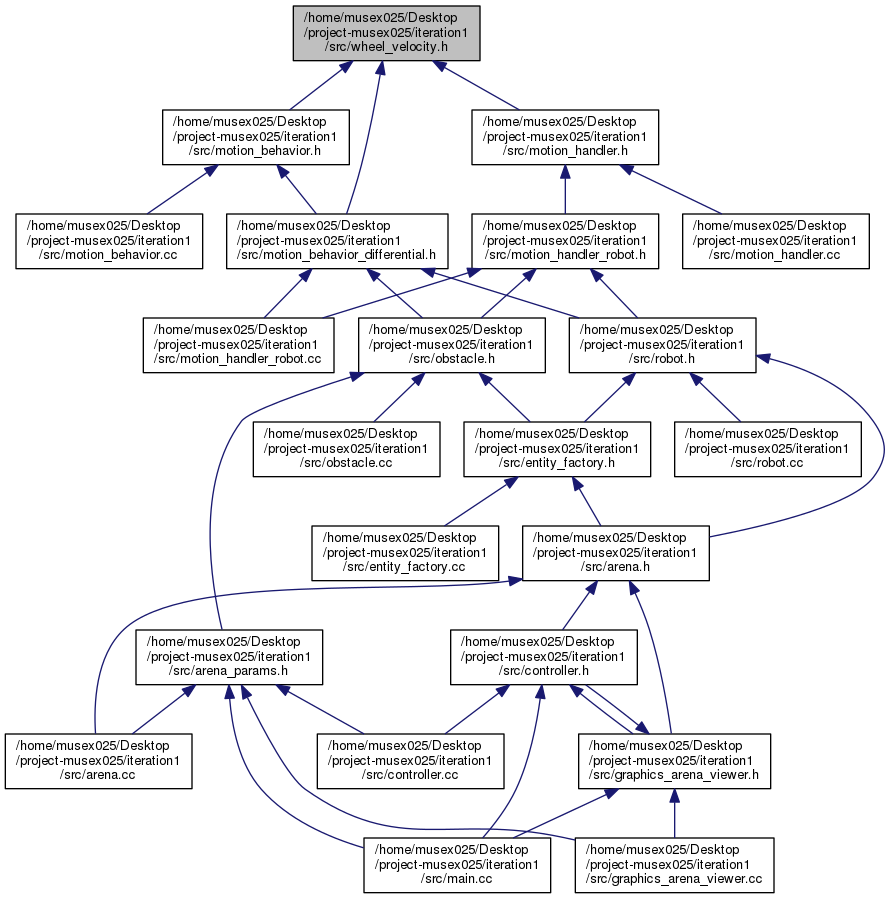 /home/musex025/Desktop
/project-musex025/iteration1
/src/wheel_velocity.h
/home/musex025/Desktop
/project-musex025/iteration1
/src/motion_behavior.h
/home/musex025/Desktop
/project-musex025/iteration1
/src/motion_handler.h
/home/musex025/Desktop
/project-musex025/iteration1
/src/motion_behavior.cc
/home/musex025/Desktop
/project-musex025/iteration1
/src/motion_behavior_differential.h
/home/musex025/Desktop
/project-musex025/iteration1
/src/motion_handler_robot.h
/home/musex025/Desktop
/project-musex025/iteration1
/src/motion_handler.cc
/home/musex025/Desktop
/project-musex025/iteration1
/src/motion_handler_robot.cc
/home/musex025/Desktop
/project-musex025/iteration1
/src/obstacle.h
/home/musex025/Desktop
/project-musex025/iteration1
/src/robot.h
/home/musex025/Desktop
/project-musex025/iteration1
/src/obstacle.cc
/home/musex025/Desktop
/project-musex025/iteration1
/src/entity_factory.h
/home/musex025/Desktop
/project-musex025/iteration1
/src/robot.cc
/home/musex025/Desktop
/project-musex025/iteration1
/src/entity_factory.cc
/home/musex025/Desktop
/project-musex025/iteration1
/src/arena.h
/home/musex025/Desktop
/project-musex025/iteration1
/src/arena_params.h
/home/musex025/Desktop
/project-musex025/iteration1
/src/controller.h
/home/musex025/Desktop
/project-musex025/iteration1
/src/arena.cc
/home/musex025/Desktop
/project-musex025/iteration1
/src/controller.cc
/home/musex025/Desktop
/project-musex025/iteration1
/src/graphics_arena_viewer.h
/home/musex025/Desktop
/project-musex025/iteration1
/src/main.cc
/home/musex025/Desktop
/project-musex025/iteration1
/src/graphics_arena_viewer.cc